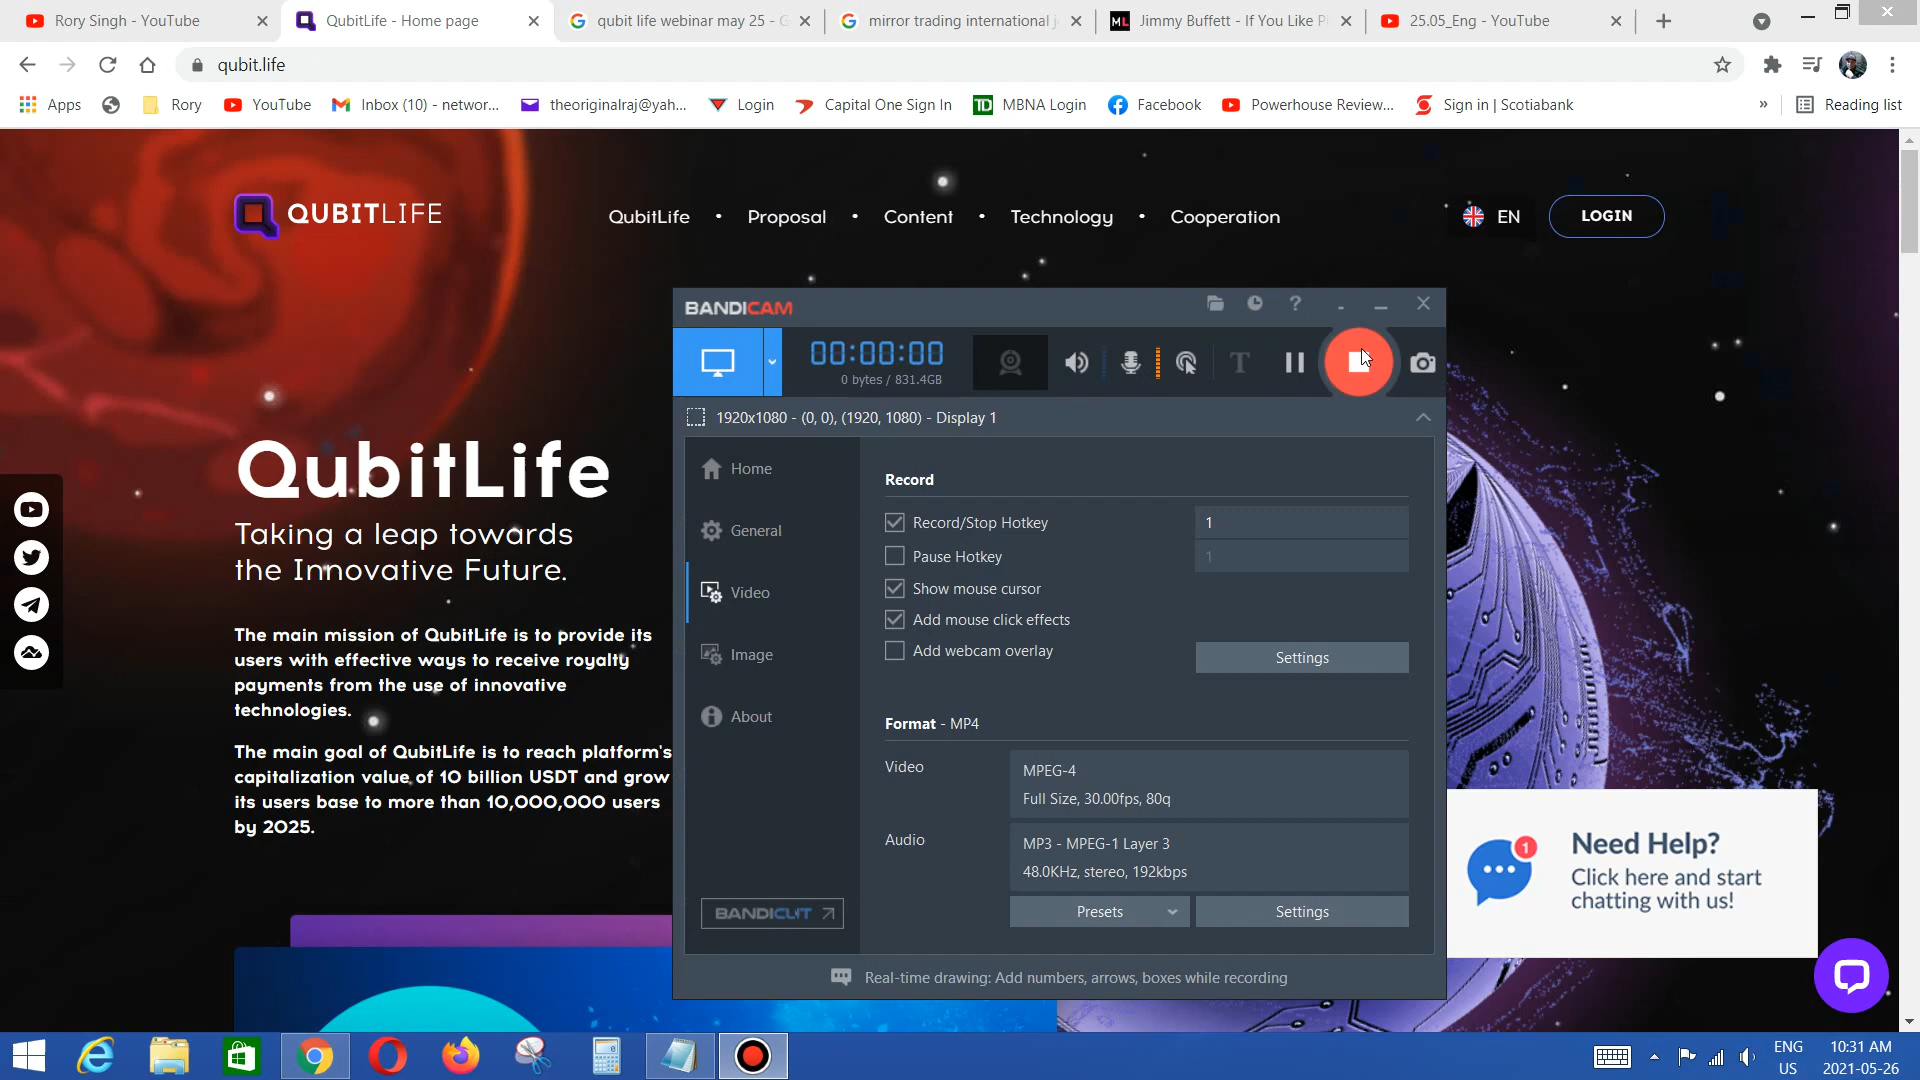 Rory Singh - YouTube
QubitLife - Home page
qubit life webinar may 25 - G
mirror trading international j
Jimmy Buffett - If You Like P
25.05_Eng - YouTube
qubit.life
Apps
Rory
YouTube
Inbox (10) - networ...
theoriginalraj@yah...
Login
Capital One Sign In
MBNA Login
Facebook
Powerhouse Review...
Sign in | Scotiabank
»
Reading list
QUBITLIFE
QubitLife • Proposal • Content • Technology • Cooperation
EN
LOGIN
QubitLife
Taking a leap towards
the Innovative Future.
The main mission of QubitLife is to provide its
users with effective ways to receive royalty
payments from the use of innovative
technologies.
The main goal of QubitLife is to reach platform's
capitalization value of 10 billion USDT and grow
its users base to more than 10,000,000 users
by 2025.
BANDICAM
00:00:00
0 bytes / 831.4GB
1920x1080 - (0, 0), (1920, 1080) - Display 1
Home
General
Video
Image
About
BANDICUT
Record
Record/Stop Hotkey
1
Pause Hotkey
1
Show mouse cursor
Add mouse click effects
Add webcam overlay
Settings
Format - MP4
Video
MPEG-4
Full Size, 30.00fps, 80q
Audio
MP3 - MPEG-1 Layer 3
48.0KHz, stereo, 192kbps
Presets
Settings
Real-time drawing: Add numbers, arrows, boxes while recording
1
Need Help?
Click here and start
chatting with us!
ENG
US
10:31 AM
2021-05-26